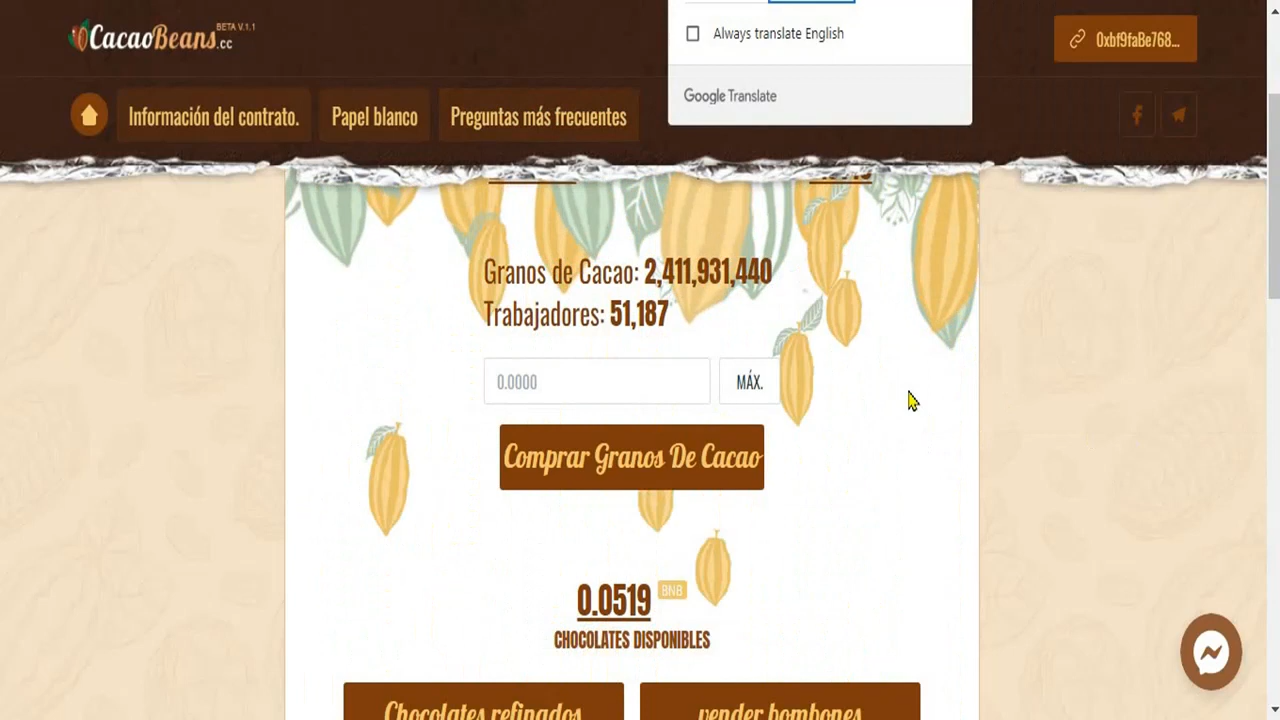 CacaoBeans.cc
BETA V.1.1
Always translate English
Google Translate
0xbf9faBe768...
Información del contrato.
Papel blanco
Preguntas más frecuentes
Granos de Cacao: 2,411,931,440
Trabajadores: 51,187
0.0000
MÁX.
Comprar Granos De Cacao
0.0519 BNB
CHOCOLATES DISPONIBLES
Chocolates refinados
vender bombones